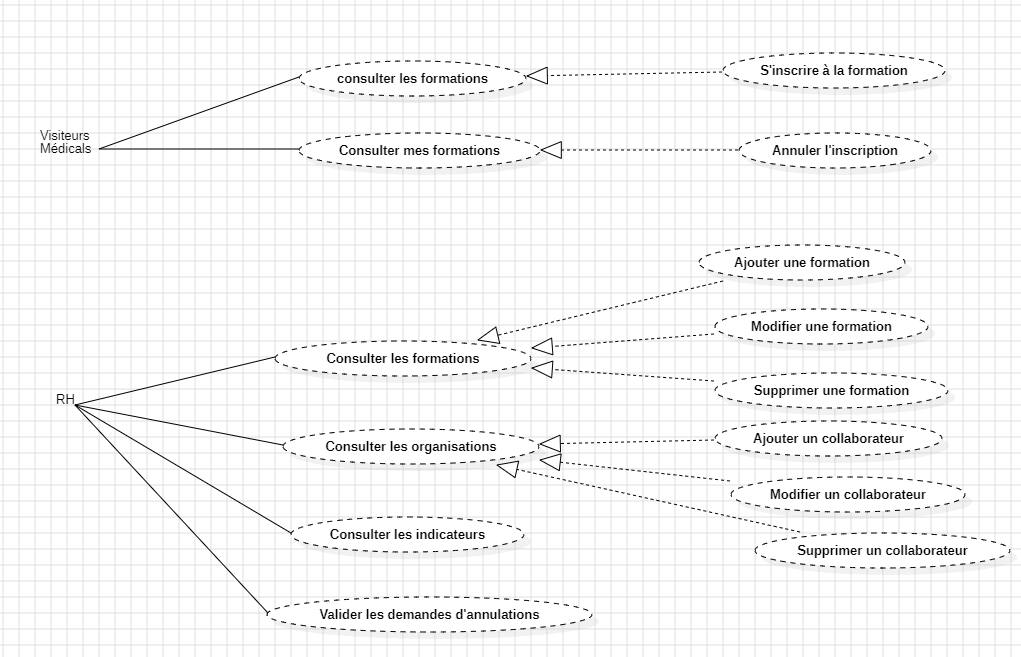 consulter les formations
S'inscrire à la formation
Visiteurs
Médicals
Consulter mes formations
Annuler l'inscription
Ajouter une formation
Modifier une formation
Consulter les formations
Supprimer une formation
RH
Consulter les organisations
Ajouter un collaborateur
Modifier un collaborateur
Consulter les indicateurs
Supprimer un collaborateur
Valider les demandes d'annulations